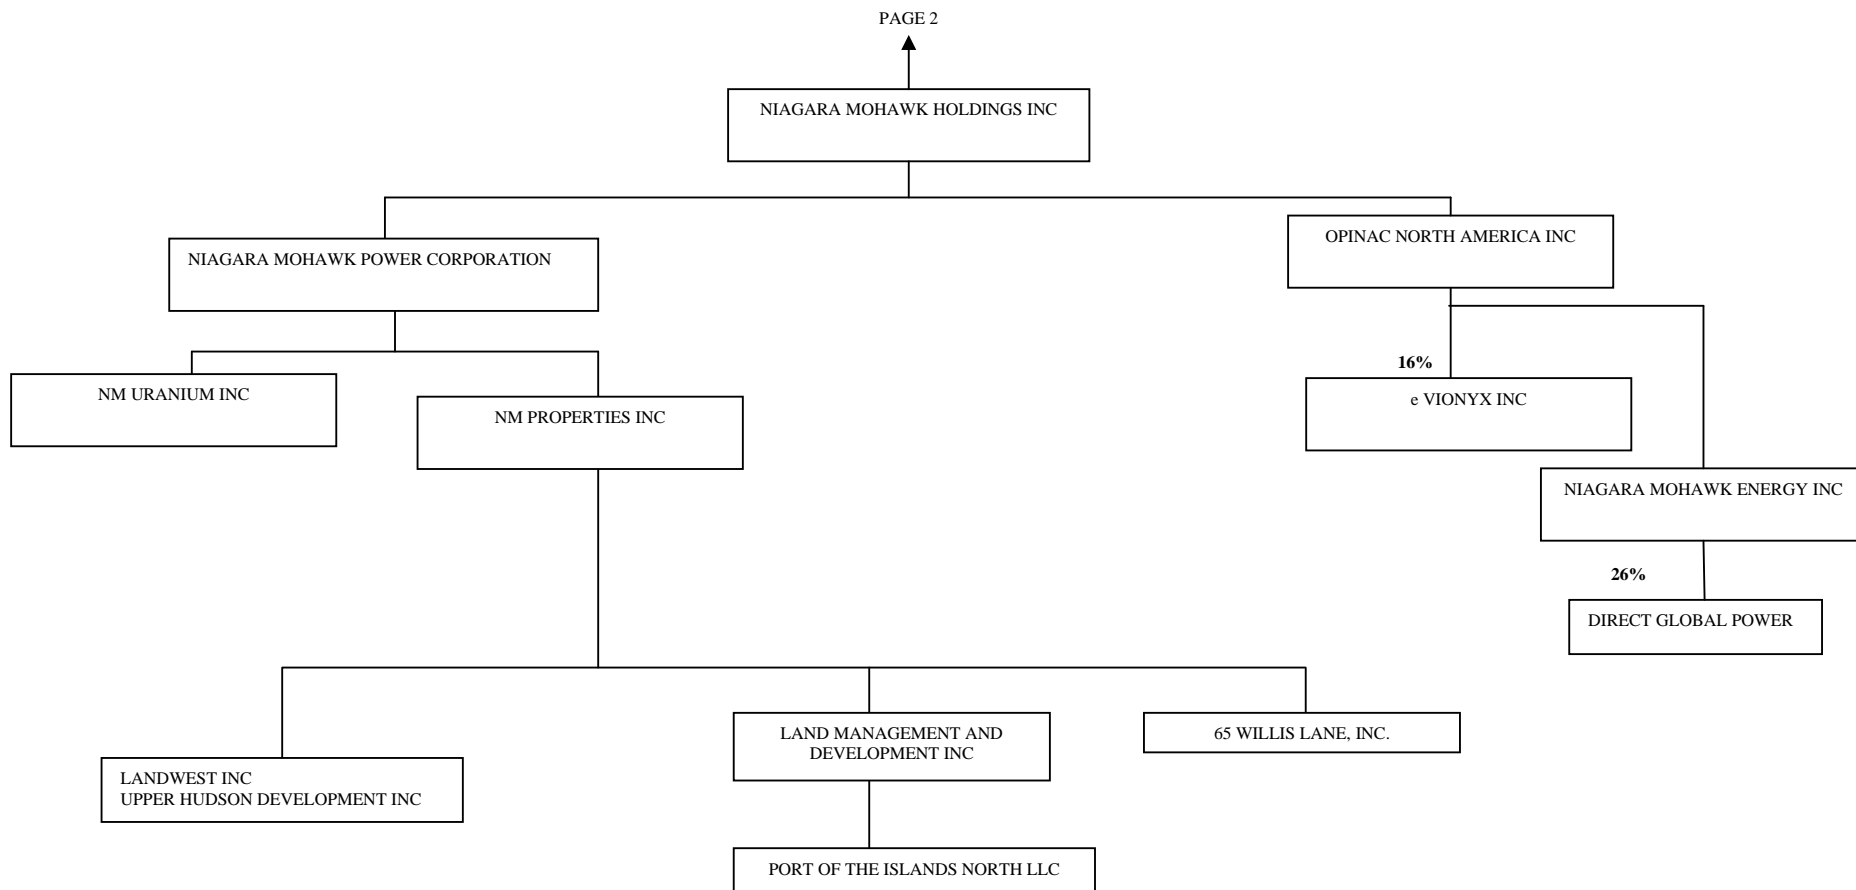 PAGE 2
NIAGARA MOHAWK HOLDINGS INC
OPINAC NORTH AMERICA INC
NIAGARA MOHAWK POWER CORPORATION
16%
NM URANIUM INC
e VIONYX INC
NM PROPERTIES INC
NIAGARA MOHAWK ENERGY INC
26%
DIRECT GLOBAL POWER
LAND MANAGEMENT AND
DEVELOPMENT INC
65 WILLIS LANE, INC.
LANDWEST INC
UPPER HUDSON DEVELOPMENT INC
PORT OF THE ISLANDS NORTH LLC